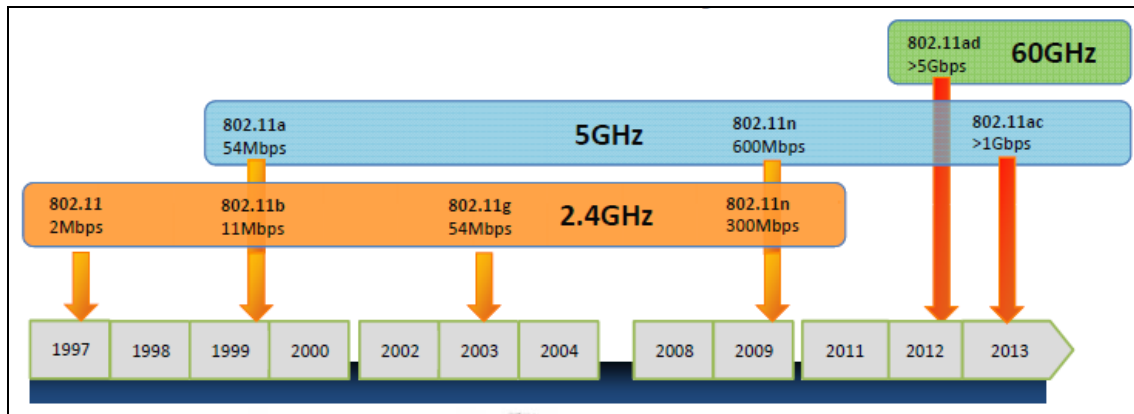 802.11ad
>5Gbps
60GHz
802.11a
54Mbps
5GHz
802.11n
600Mbps
802.11ac
>1Gbps
802.11
2Mbps
802.11b
11Mbps
802.11g
54Mbps
2.4GHz
802.11n
300Mbps
1997 1998 1999 2000 2002 2003 2004 2008 2009 2011 2012 2013